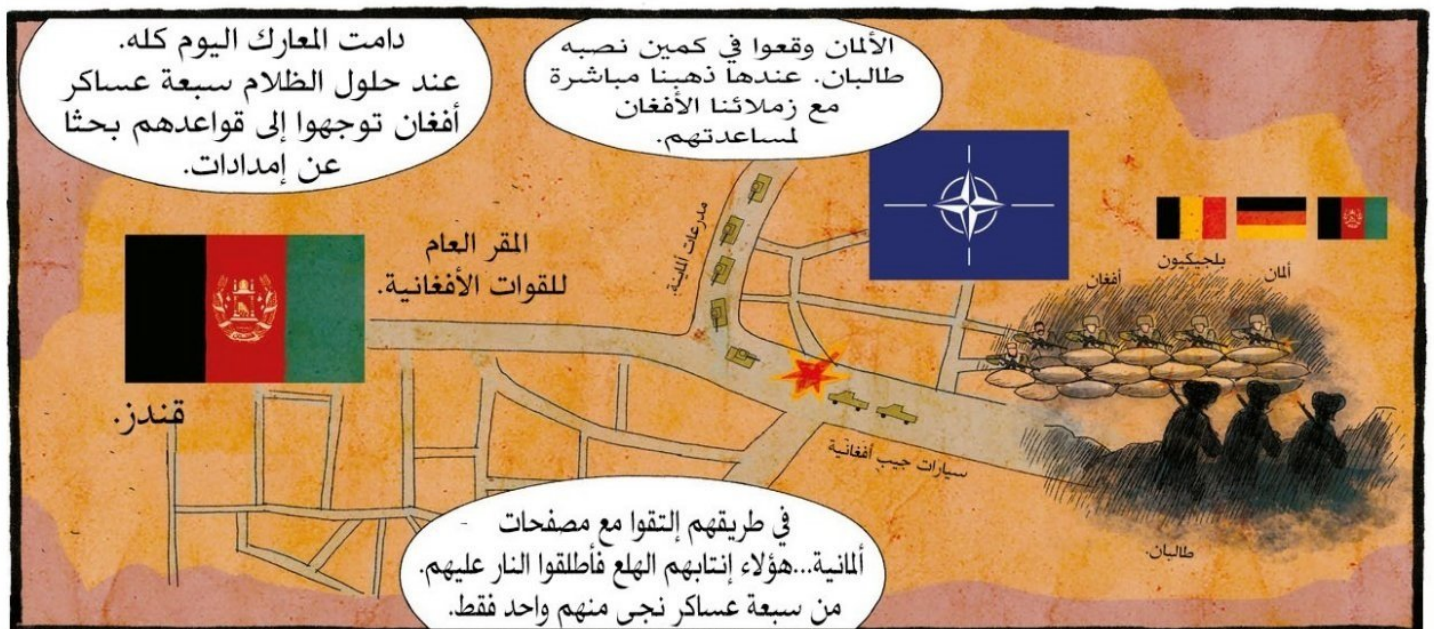 الألمان وقعوا في كمين نصبه
طالبان. عندها ذهبنا مباشرة
مع زملائنا الأفغان
لمساعدتهم.
دامت المعارك اليوم كله.
عند حلول الظلام سبعة عساكر
أفغان توجهوا إلى قواعدهم بحثا
عن إمدادات.
ألمان
بلجيكيون
أفغان
مدرعات ألمانية.
المقر العام
للقوات الأفغانية.
قندز.
سيارات جيب أفغانية
طالبان.
في طريقهم إلتقوا مع مصفحات
ألمانية...هؤلاء إنتابهم الهلع فأطلقوا النار عليهم.
من سبعة عساكر نجى منهم واحد فقط.